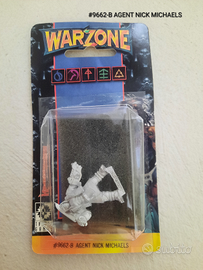 #9662-B AGENT NICK MICHAELS
WARZONE
#9662-B AGENT NICK MICHAELS